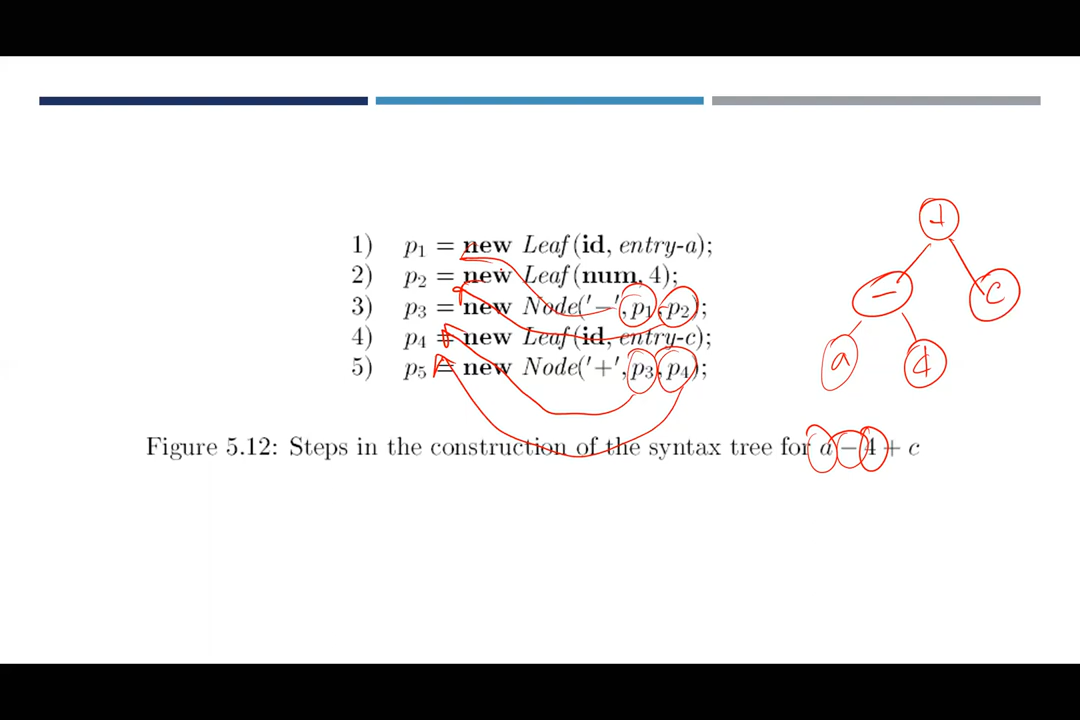 1) p₁ = new Leaf(id, entry-a);
2) p₂ = new Leaf(num, 4);
3) p₃ = new Node('−', p₁, p₂);
4) p₄ = new Leaf(id, entry-c);
5) p₅ = new Node('+', p₃, p₄);
Figure 5.12: Steps in the construction of the syntax tree for a − 4 + c
+
− c
a 4